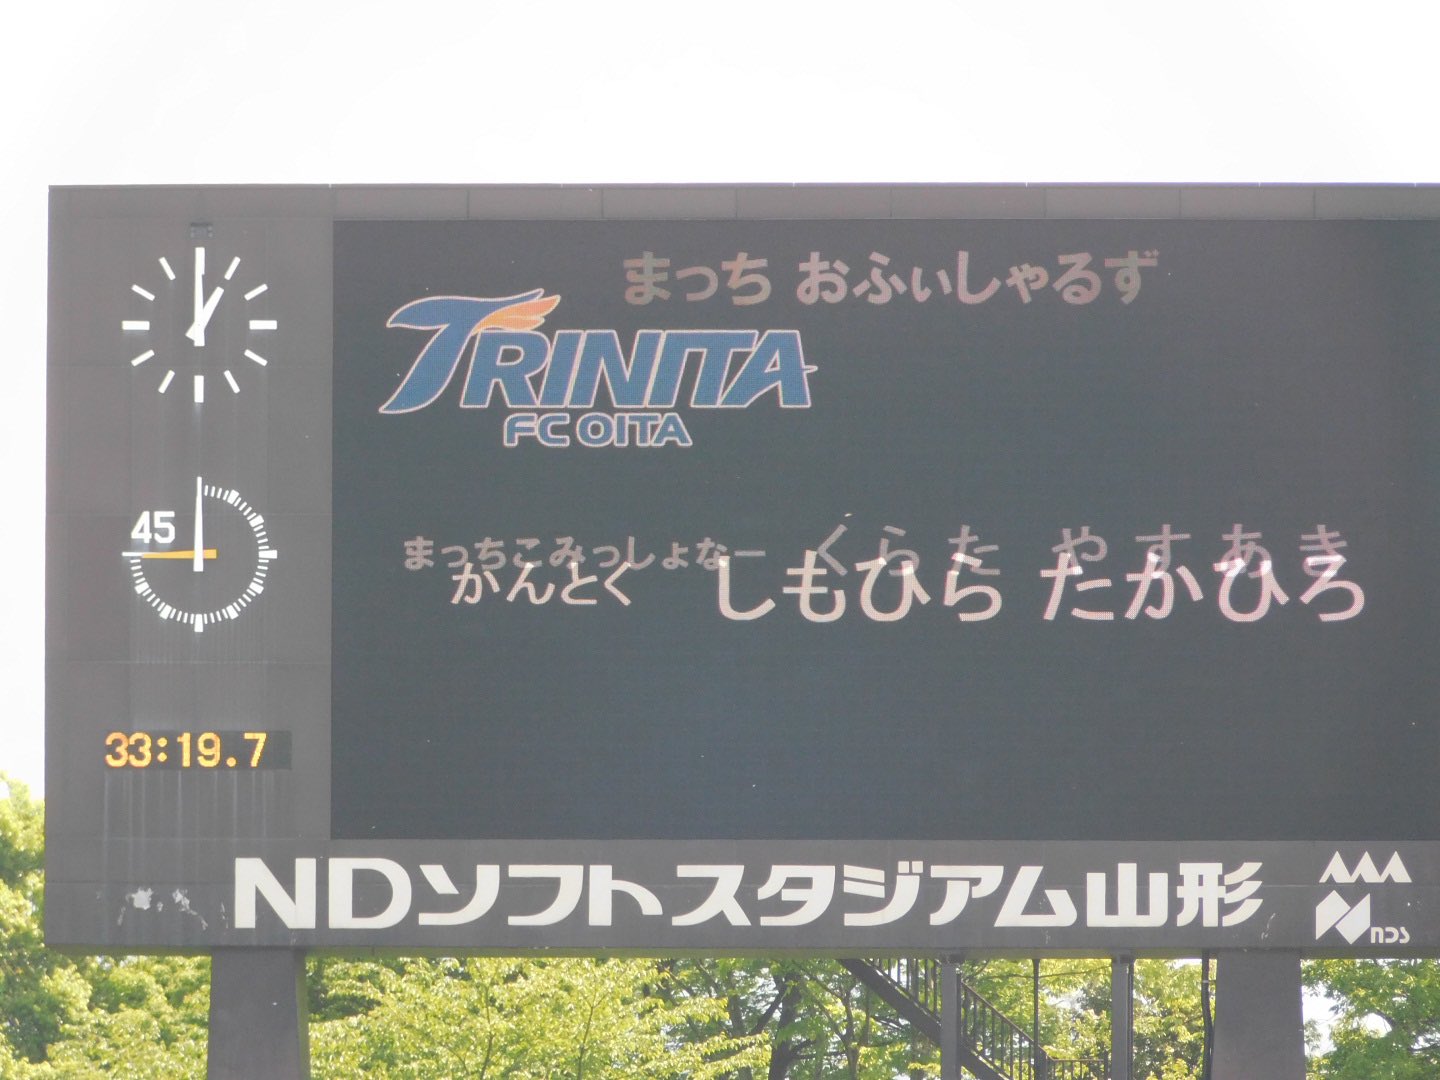 まっち おふぃしゃるず
TRINITA
FC OITA
まっちこみっしょなー くらた やすあき
かんとく しもひら たかひろ
45
33:19.7
NDソフトスタジアム山形
NDS